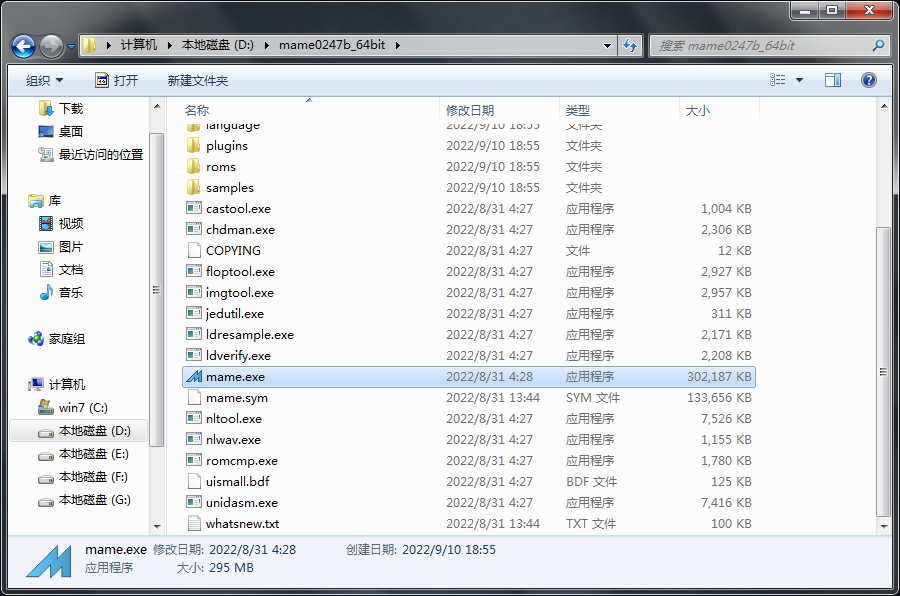 计算机 本地磁盘 (D:) mame0247b_64bit
搜索 mame0247b_64bit
组织 打开 新建文件夹
下载
桌面
最近访问的位置
库
视频
图片
文档
音乐
家庭组
计算机
win7 (C:)
本地磁盘 (D:)
本地磁盘 (E:)
本地磁盘 (F:)
本地磁盘 (G:)
名称 修改日期 类型 大小
language 2022/9/10 18:55 文件夹
plugins 2022/9/10 18:55 文件夹
roms 2022/9/10 18:55 文件夹
samples 2022/9/10 18:55 文件夹
castool.exe 2022/8/31 4:27 应用程序 1,004 KB
chdman.exe 2022/8/31 4:27 应用程序 2,306 KB
COPYING 2022/8/31 4:27 文件 12 KB
floptool.exe 2022/8/31 4:27 应用程序 2,927 KB
imgtool.exe 2022/8/31 4:27 应用程序 2,957 KB
jedutil.exe 2022/8/31 4:27 应用程序 311 KB
ldresample.exe 2022/8/31 4:27 应用程序 2,171 KB
ldverify.exe 2022/8/31 4:27 应用程序 2,208 KB
mame.exe 2022/8/31 4:28 应用程序 302,187 KB
mame.sym 2022/8/31 13:44 SYM 文件 133,656 KB
nltool.exe 2022/8/31 4:27 应用程序 7,526 KB
nlwav.exe 2022/8/31 4:27 应用程序 1,155 KB
romcmp.exe 2022/8/31 4:27 应用程序 1,780 KB
uismall.bdf 2022/8/31 4:27 BDF 文件 125 KB
unidasm.exe 2022/8/31 4:27 应用程序 7,416 KB
whatsnew.txt 2022/8/31 13:44 TXT 文件 100 KB
mame.exe 修改日期: 2022/8/31 4:28 创建日期: 2022/9/10 18:55
应用程序 大小: 295 MB